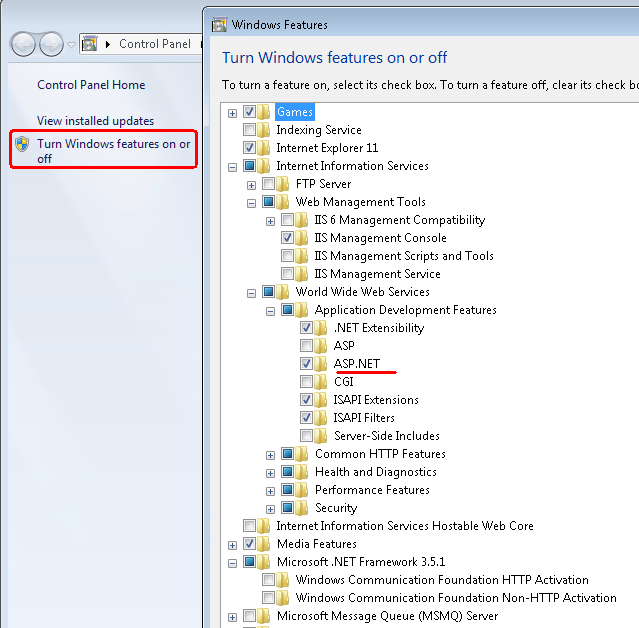 Windows Features
Control Panel
Turn Windows features on or off
To turn a feature on, select its check box. To turn a feature off, clear its check bo
Control Panel Home
View installed updates
Turn Windows features on or
off
Games
Indexing Service
Internet Explorer 11
Internet Information Services
FTP Server
Web Management Tools
IIS 6 Management Compatibility
IIS Management Console
IIS Management Scripts and Tools
IIS Management Service
World Wide Web Services
Application Development Features
.NET Extensibility
ASP
ASP.NET
CGI
ISAPI Extensions
ISAPI Filters
Server-Side Includes
Common HTTP Features
Health and Diagnostics
Performance Features
Security
Internet Information Services Hostable Web Core
Media Features
Microsoft .NET Framework 3.5.1
Windows Communication Foundation HTTP Activation
Windows Communication Foundation Non-HTTP Activation
Microsoft Message Queue (MSMQ) Server